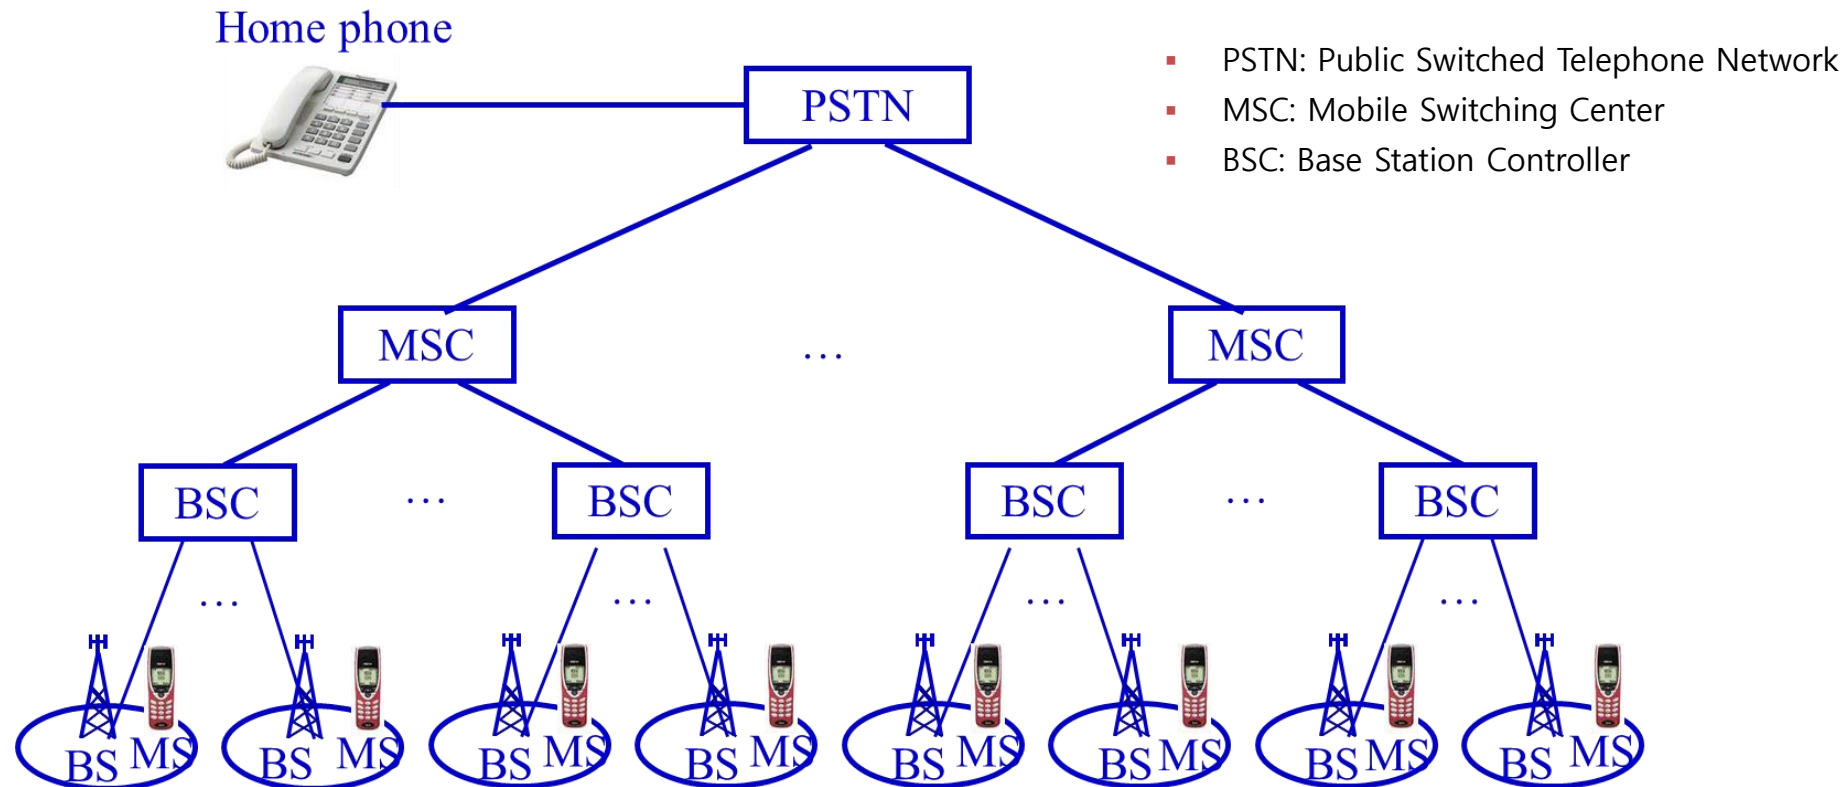 Home phone
PSTN
▪ PSTN: Public Switched Telephone Network
▪ MSC: Mobile Switching Center
▪ BSC: Base Station Controller
MSC
...
MSC
BSC
...
BSC
BSC
...
BSC
...
...
...
...
BS MS
BS MS
BS MS
BS MS
BS MS
BS MS
BS MS
BS MS